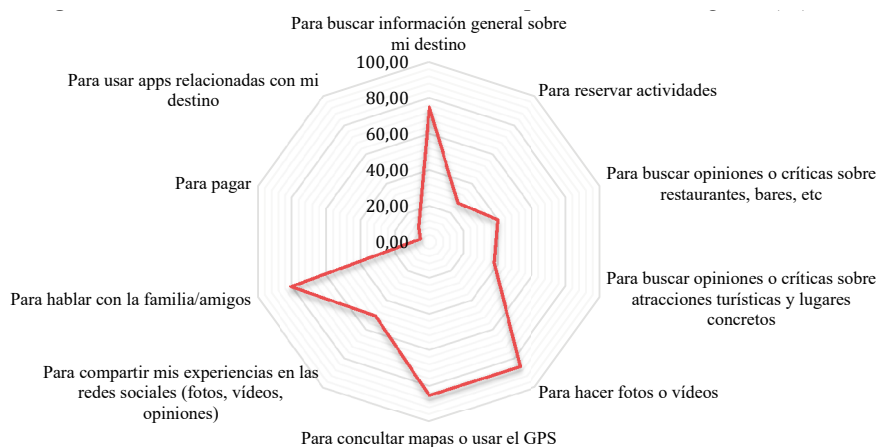 Para buscar información general sobre
mi destino
Para reservar actividades
Para buscar opiniones o críticas sobre
restaurantes, bares, etc
Para buscar opiniones o críticas sobre
atracciones turísticas y lugares
concretos
Para hacer fotos o vídeos
Para concultar mapas o usar el GPS
Para compartir mis experiencias en las
redes sociales (fotos, vídeos,
opiniones)
Para hablar con la familia/amigos
Para pagar
Para usar apps relacionadas con mi
destino
100,00
80,00
60,00
40,00
20,00
0,00